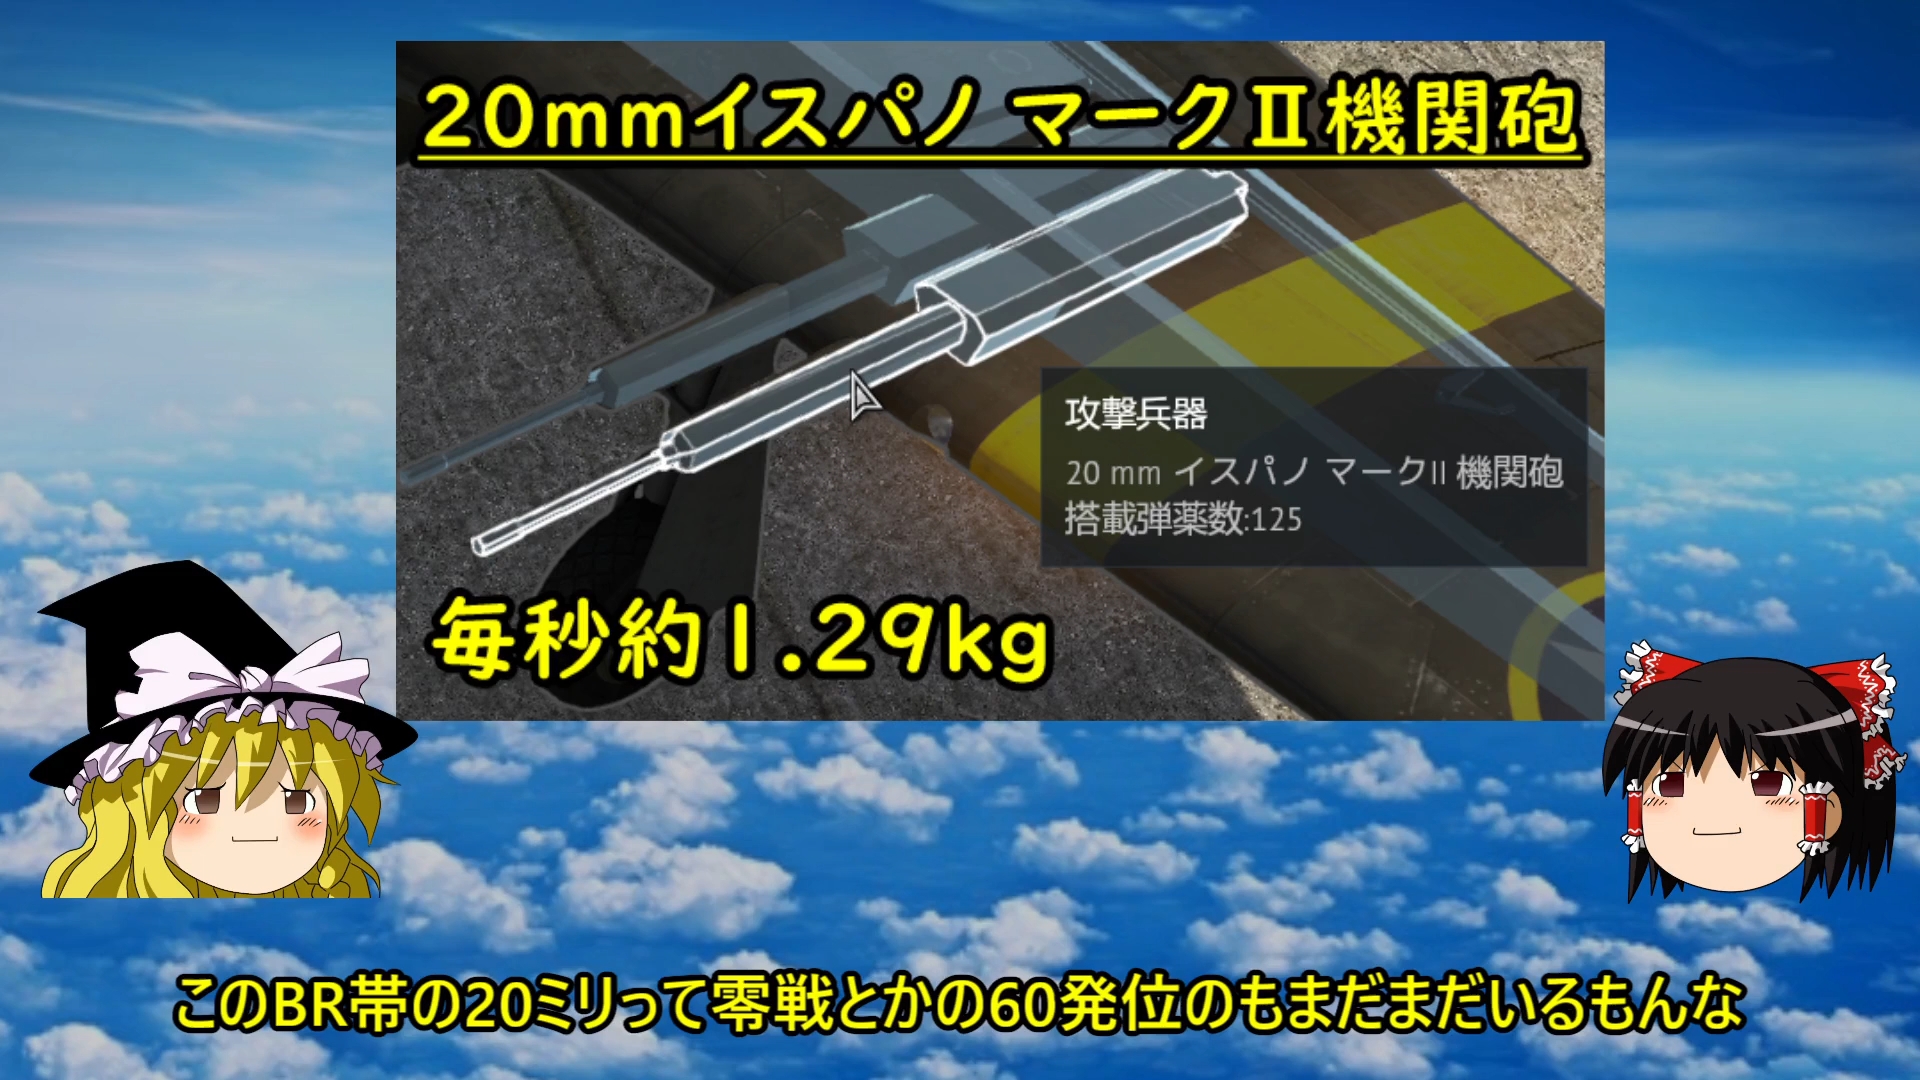 20mmイスパノ マークⅡ機関砲
攻撃兵器
20 mm イスパノ マークII 機関砲
搭載弾薬数:125
毎秒約1.29kg
このBR帯の20ミリって零戦とかの60発位のもまだまだいるもんな